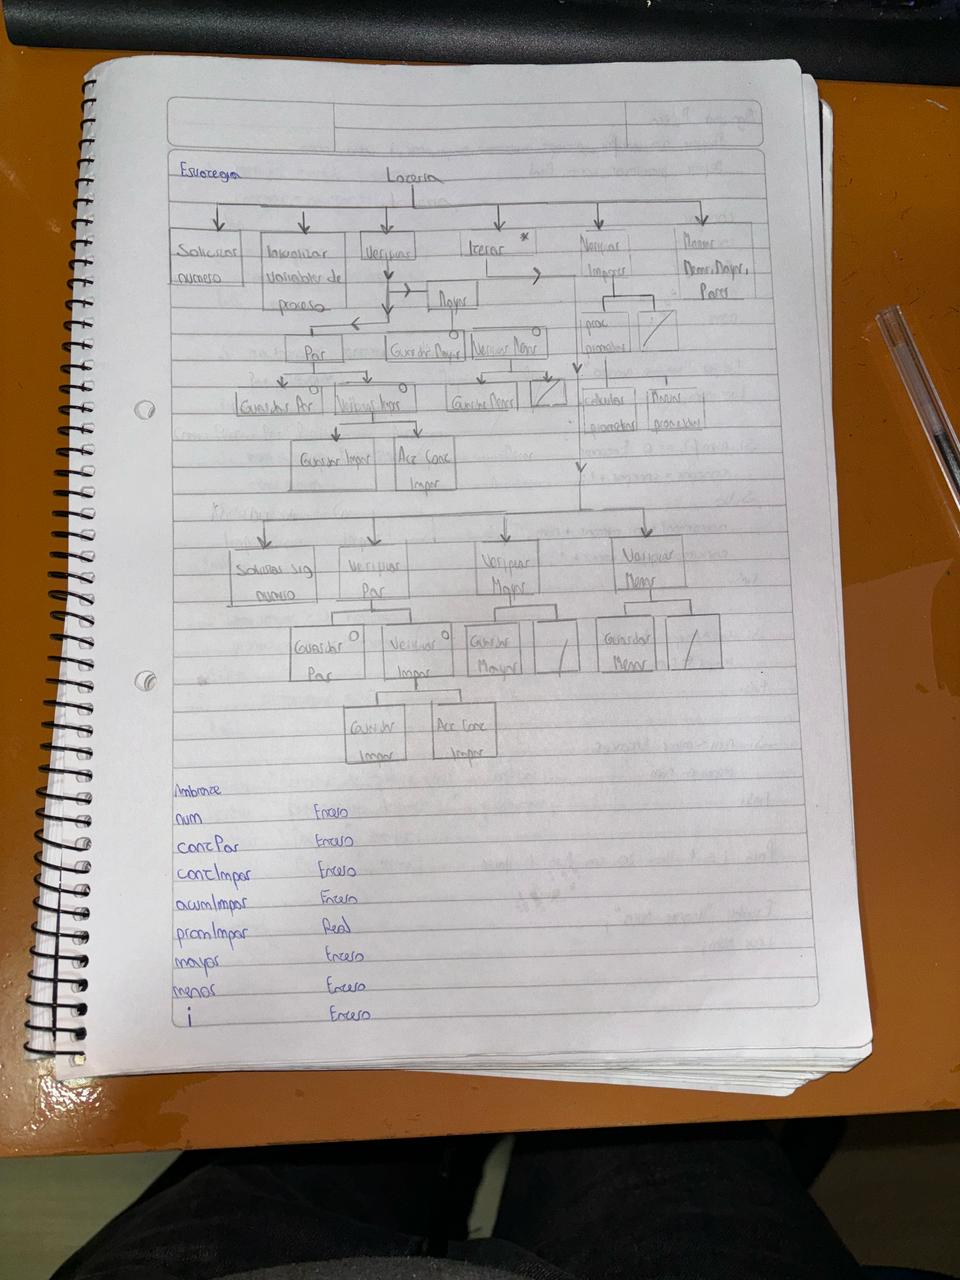 Estrategia
Loteria
Solicitar
numero
Inicializar
variables de
proceso
Verificar
Iterar *
Verificar
Impares
Mostrar
Menor, Mayor,
Pares
Mayor
Par
Guardar Mayor
Verificar Menor
proc
promedio
Guardar Par
Verificar Impar
Guardar Menor
calcular
promedio
Mostrar
promedio
Guardar Impar
Acc Cont
Impar
Solicitar sig
numero
Verificar
Par
Verificar
Mayor
Verificar
Menor
Guardar
Par
Verificar
Impar
Guardar
Mayor
Guardar
Menor
Guardar
Impar
Acc Cont
Impar
Ambiente
num Entero
contPar Entero
contImpar Entero
acumImpar Entero
promImpar Real
mayor Entero
menor Entero
i Entero